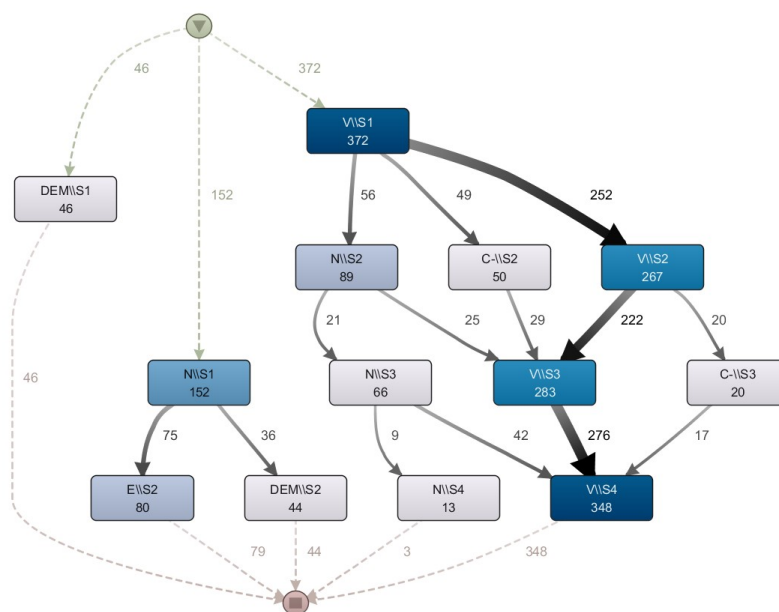 46
372
V\\S1
372
152
DEM\\S1
46
56
49
252
N\\S2
89
C-\\S2
50
V\\S2
267
21
25
29
222
20
46
N\\S1
152
N\\S3
66
V\\S3
283
C-\\S3
20
75
36
9
42
276
17
E\\S2
80
DEM\\S2
44
N\\S4
13
V\\S4
348
79
44
3
348